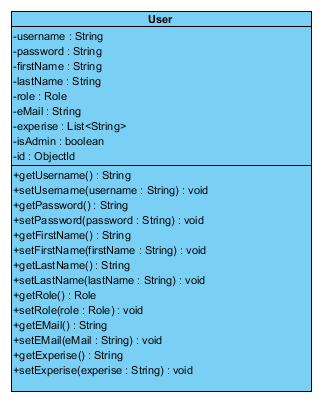 User
-username : String
-password : String
-firstName : String
-lastName : String
-role : Role
-eMail : String
-experise : List<String>
-isAdmin : boolean
-id : ObjectId
+getUsername() : String
+setUsername(username : String) : void
+getPassword() : String
+setPassword(password : String) : void
+getFirstName() : String
+setFirstName(firstName : String) : void
+getLastName() : String
+setLastName(lastName : String) : void
+getRole() : Role
+setRole(role : Role) : void
+getEMail() : String
+setEMail(eMail : String) : void
+getExperise() : String
+setExperise(experise : String) : void